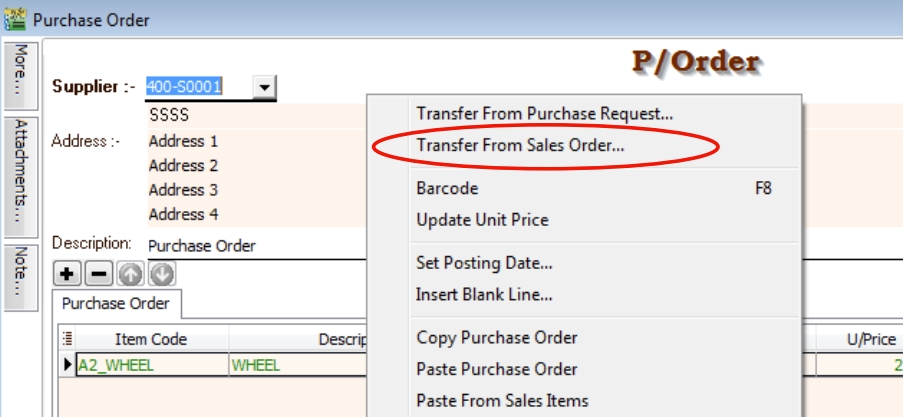 Purchase Order
More...
Attachments...
Note...
P/Order
Supplier :- 400-S0001
SSSS
Address :- Address 1
Address 2
Address 3
Address 4
Description: Purchase Order
Purchase Order
Item Code Descrip U/Price
A2_WHEEL WHEEL 2
Transfer From Purchase Request...
Transfer From Sales Order...
Barcode F8
Update Unit Price
Set Posting Date...
Insert Blank Line...
Copy Purchase Order
Paste Purchase Order
Paste From Sales Items